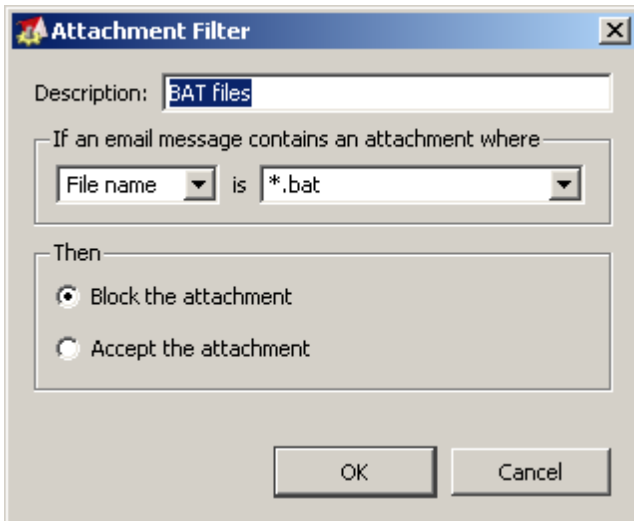 Attachment Filter
Description: BAT files
If an email message contains an attachment where
File name is *.bat
Then
Block the attachment
Accept the attachment
OK Cancel